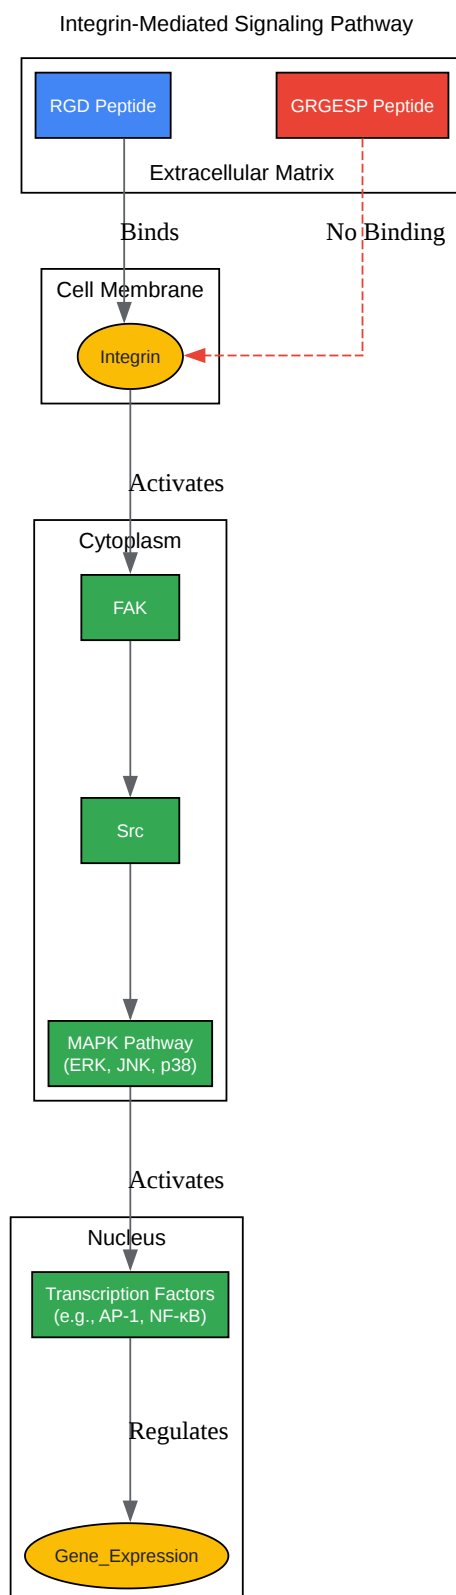 Integrin-Mediated Signaling Pathway
RGD Peptide
GRGESP Peptide
Extracellular Matrix
Binds
No Binding
Cell Membrane
Integrin
Activates
Cytoplasm
FAK
Src
MAPK Pathway
(ERK, JNK, p38)
Activates
Nucleus
Transcription Factors
(e.g., AP-1, NF-κB)
Regulates
Gene_Expression